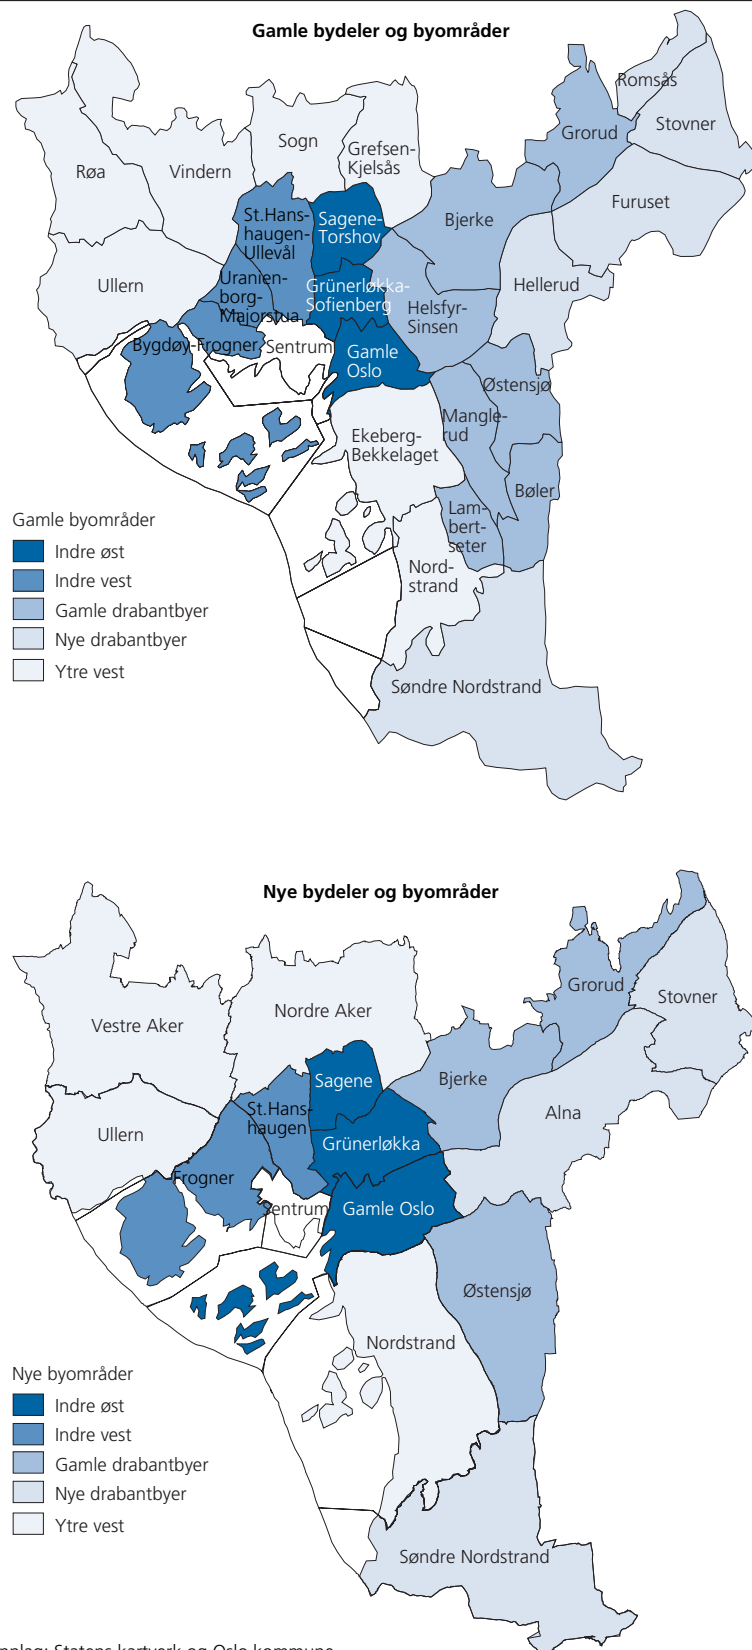 Gamle bydeler og byområder
Romsås
Grorud
Stovner
Sogn
Grefsen-
Kjelsås
Røa
Vindern
Furuset
St.Hans-
haugen-
Ullevål
Sagene-
Torshov
Bjerke
Ullern
Uranien-
borg-
Majorstua
Grünerløkka-
Sofienberg
Hellerud
Helsfyr-
Sinsen
Bygdøy-Frogner
Sentrum
Gamle
Oslo
Østensjø
Mangle-
rud
Ekeberg-
Bekkelaget
Bøler
Lam-
bert-
seter
Nord-
strand
Søndre Nordstrand
Gamle byområder
Indre øst
Indre vest
Gamle drabantbyer
Nye drabantbyer
Ytre vest
Nye bydeler og byområder
Grorud
Stovner
Vestre Aker
Nordre Aker
Sagene
Bjerke
St.Hans-
haugen
Alna
Ullern
Grünerløkka
Frogner
Sentrum
Gamle Oslo
Østensjø
Nordstrand
Søndre Nordstrand
Nye byområder
Indre øst
Indre vest
Gamle drabantbyer
Nye drabantbyer
Ytre vest